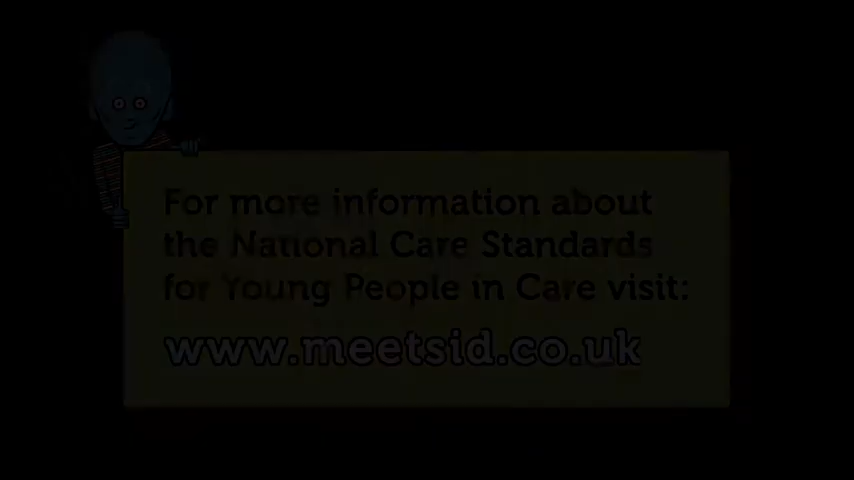 For more information about
the National Care Standards
for Young People in Care visit:
www.meetsid.co.uk